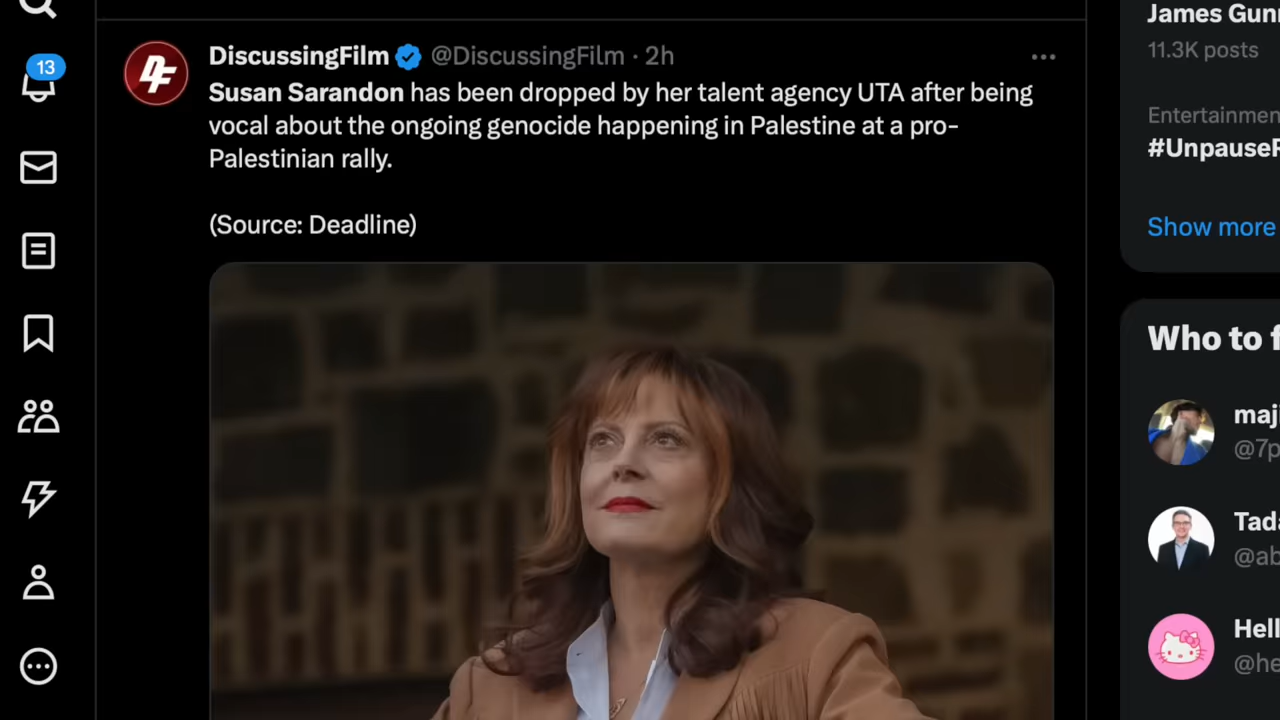 13
DiscussingFilm @DiscussingFilm · 2h
Susan Sarandon has been dropped by her talent agency UTA after being
vocal about the ongoing genocide happening in Palestine at a pro-
Palestinian rally.
(Source: Deadline)
James Gun
11.3K posts
Entertainmen
#Unpause
Show more
Who to f
maj
@7p
Tada
@ab
Hell
@he